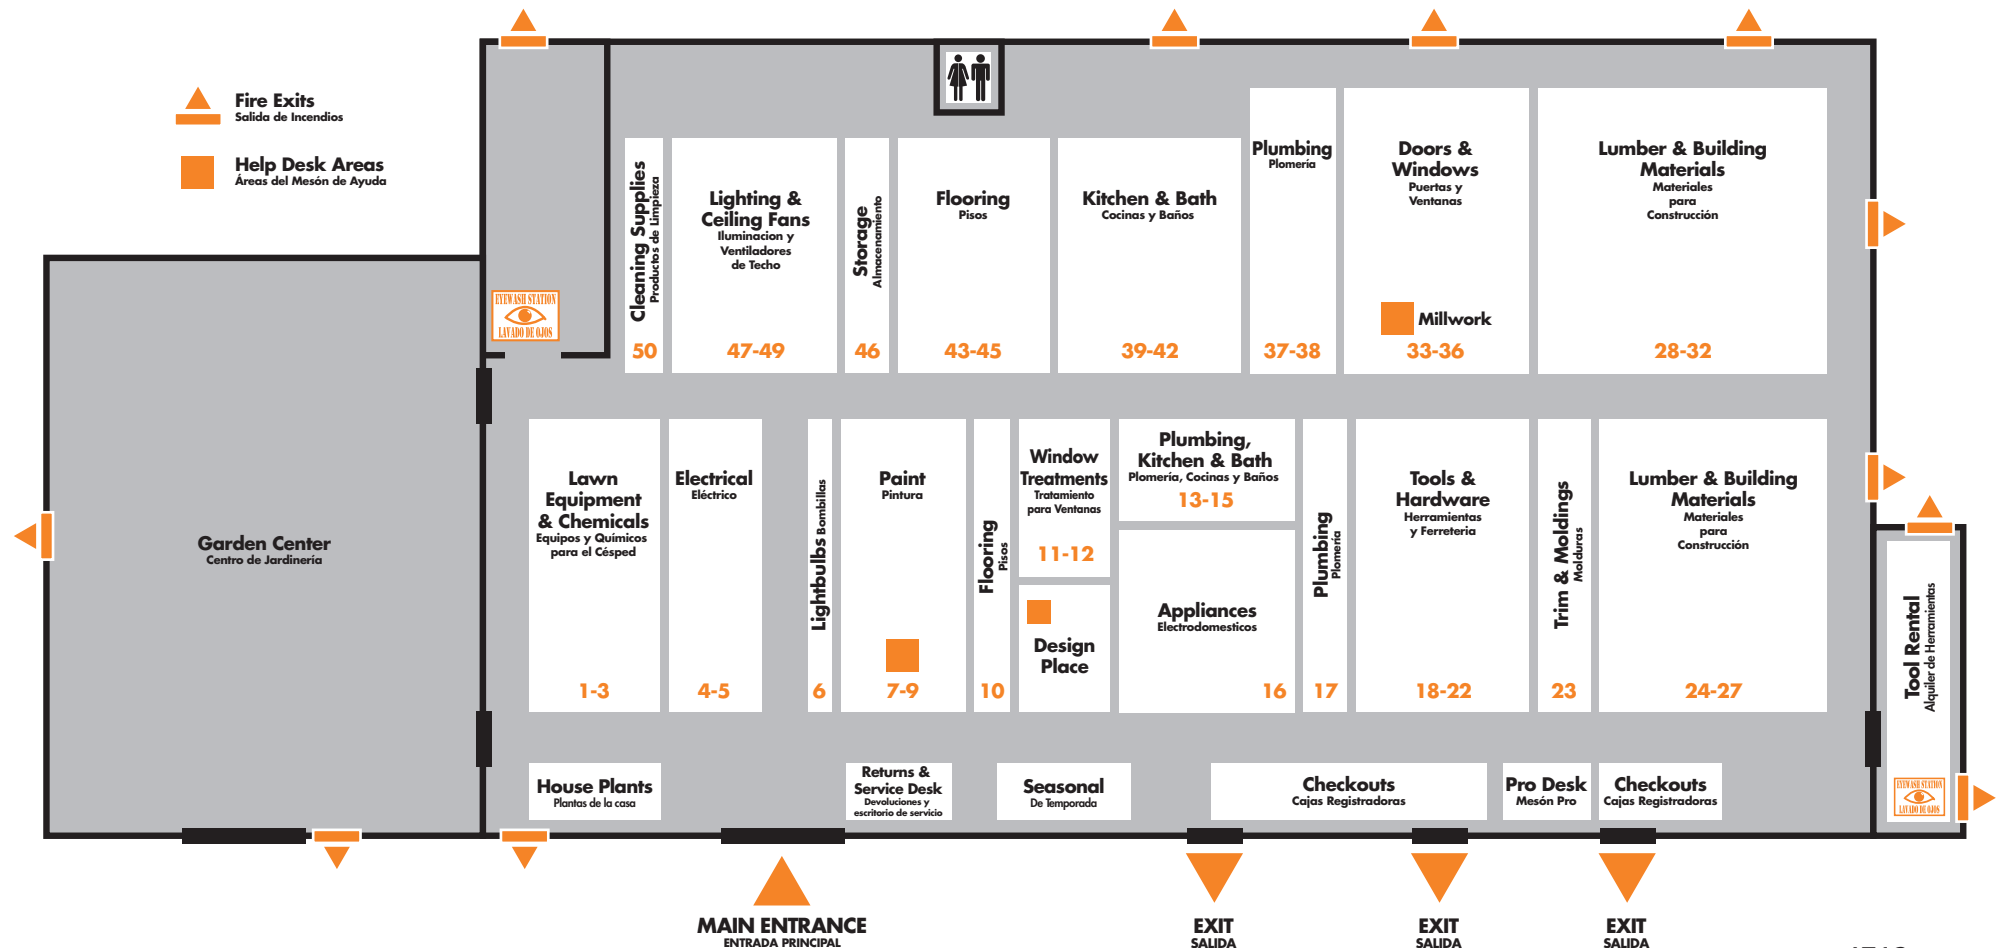 Fire Exits
Salida de Incendios
Help Desk Areas
Áreas del Mesón de Ayuda
EYEWASH STATION
LAVADO DE OJOS
Cleaning Supplies
Productos de Limpieza
50
Lighting &
Ceiling Fans
Iluminacion y
Ventiladores
de Techo
47-49
Storage
Almacenamiento
46
Flooring
Pisos
43-45
Kitchen & Bath
Cocinas y Baños
39-42
Plumbing
Plomería
37-38
Doors &
Windows
Puertas y
Ventanas
Millwork
33-36
Lumber & Building
Materials
Materiales
para
Construcción
28-32
Garden Center
Centro de Jardinería
Lawn
Equipment
& Chemicals
Equipos y Químicos
para el Césped
1-3
Electrical
Eléctrico
4-5
Lightbulbs Bombillas
6
Paint
Pintura
7-9
Flooring
Pisos
10
Window
Treatments
Tratamiento
para Ventanas
11-12
Design
Place
Plumbing,
Kitchen & Bath
Plomería, Cocinas y Baños
13-15
Appliances
Electrodomesticos
16
Plumbing
Plomería
17
Tools &
Hardware
Herramientas
y Ferreteria
18-22
Trim & Moldings
Molduras
23
Lumber & Building
Materials
Materiales
para
Construcción
24-27
Tool Rental
Alquiler de Herramientas
EYEWASH STATION
LAVADO DE OJOS
House Plants
Plantas de la casa
Returns &
Service Desk
Devoluciones y
escritorio de servicio
Seasonal
De Temporada
Checkouts
Cajas Registradoras
Pro Desk
Mesón Pro
Checkouts
Cajas Registradoras
MAIN ENTRANCE
ENTRADA PRINCIPAL
EXIT
SALIDA
EXIT
SALIDA
EXIT
SALIDA